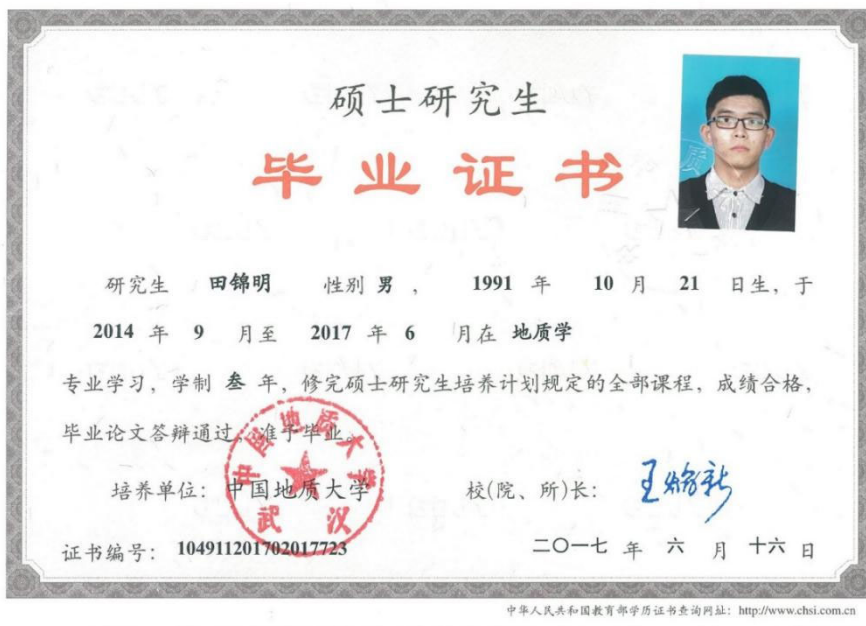 硕士研究生
毕业证书
研究生 田锦明 性别 男 , 1991 年 10 月 21 日生, 于
2014 年 9 月至 2017 年 6 月在 地质学
专业学习, 学制 叁 年, 修完硕士研究生培养计划规定的全部课程, 成绩合格,
毕业论文答辩通过, 准予毕业。
中国地质大学
武汉
培养单位: 中国地质大学 校(院、所)长: 王焰新
证书编号: 104911201702017723 二〇一七 年 六 月 十六 日
中华人民共和国教育部学历证书查询网址: http://www.chsi.com.cn